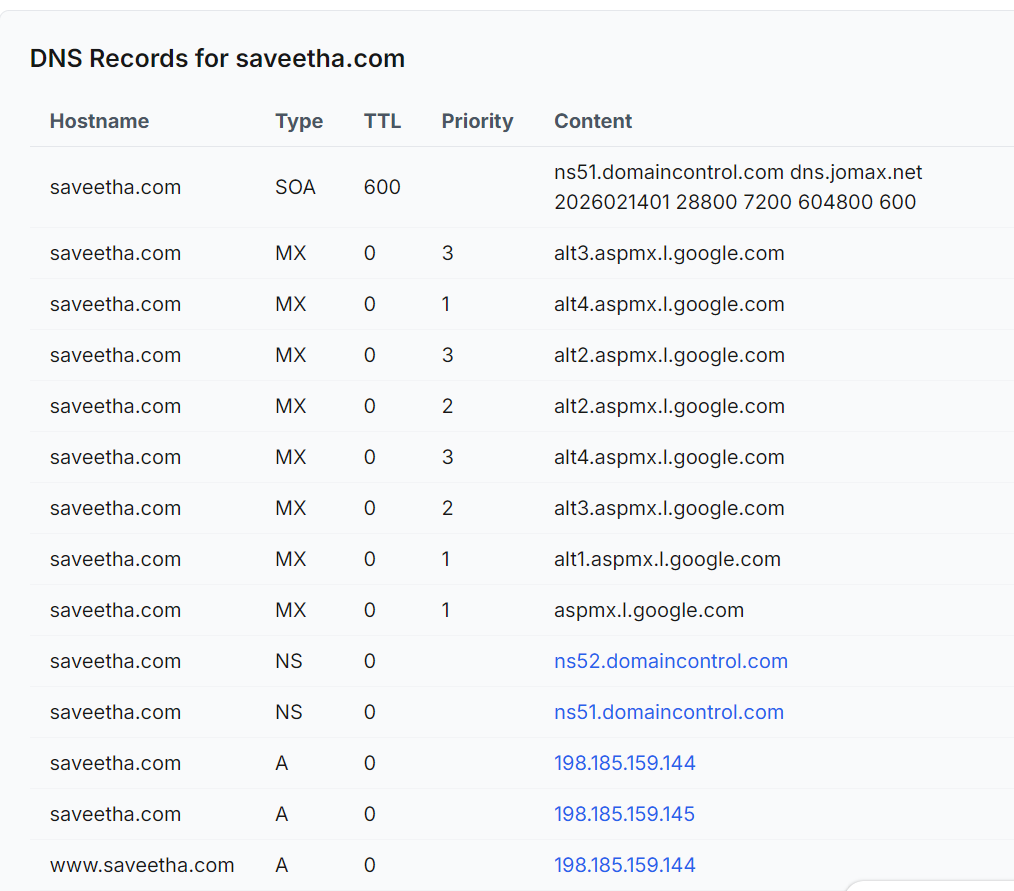 DNS Records for saveetha.com
Hostname Type TTL Priority Content
saveetha.com SOA 600 ns51.domaincontrol.com dns.jomax.net
2026021401 28800 7200 604800 600
saveetha.com MX 0 3 alt3.aspmx.l.google.com
saveetha.com MX 0 1 alt4.aspmx.l.google.com
saveetha.com MX 0 3 alt2.aspmx.l.google.com
saveetha.com MX 0 2 alt2.aspmx.l.google.com
saveetha.com MX 0 3 alt4.aspmx.l.google.com
saveetha.com MX 0 2 alt3.aspmx.l.google.com
saveetha.com MX 0 1 alt1.aspmx.l.google.com
saveetha.com MX 0 1 aspmx.l.google.com
saveetha.com NS 0 ns52.domaincontrol.com
saveetha.com NS 0 ns51.domaincontrol.com
saveetha.com A 0 198.185.159.144
saveetha.com A 0 198.185.159.145
www.saveetha.com A 0 198.185.159.144